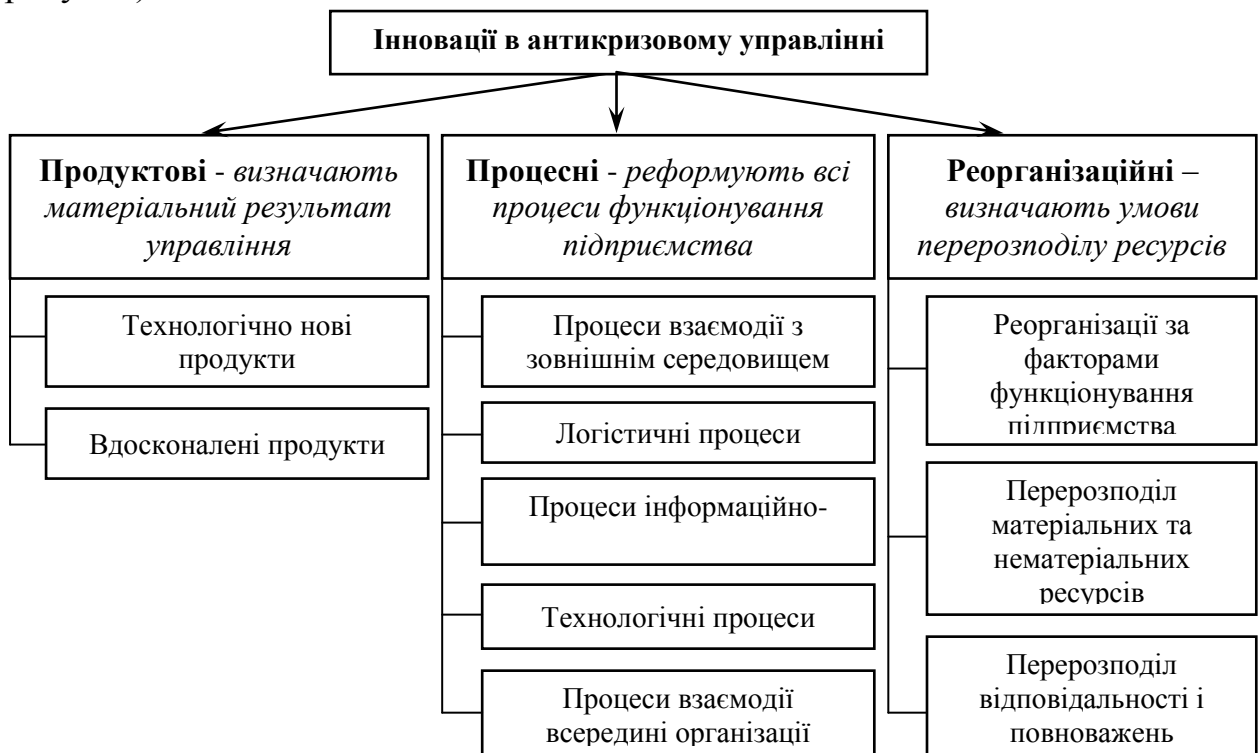 Інновації в антикризовому управлінні
Продуктові - визначають
матеріальний результат
управління
Технологічно нові
продукти
Вдосконалені продукти
Процесні - реформують всі
процеси функціонування
підприємства
Процеси взаємодії з
зовнішнім середовищем
Логістичні процеси
Процеси інформаційно-
Технологічні процеси
Процеси взаємодії
всередині організації
Реорганізаційні –
визначають умови
перерозподілу ресурсів
Реорганізації за
факторами
функціонування
підприємства
Перерозподіл
матеріальних та
нематеріальних
ресурсів
Перерозподіл
відповідальності і
повноважень